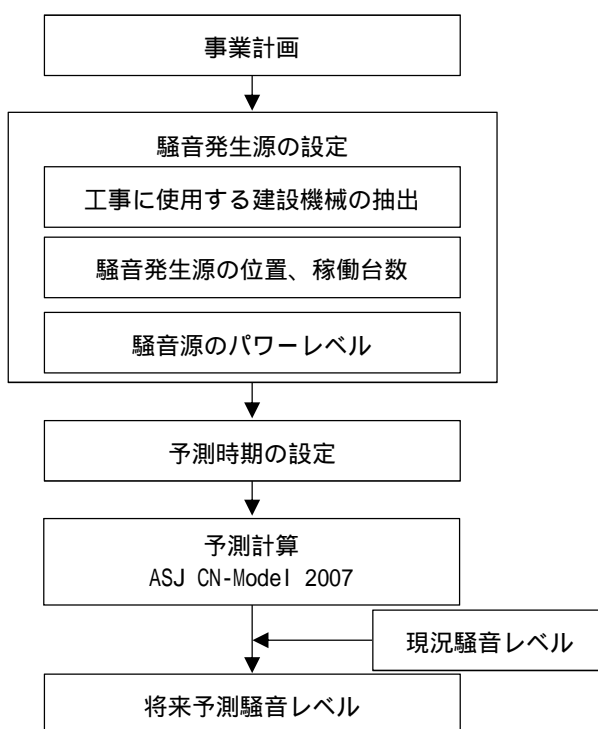 事業計画
騒音発生源の設定
工事に使用する建設機械の抽出
騒音発生源の位置、稼働台数
騒音源のパワーレベル
予測時期の設定
予測計算
ASJ CN-Model 2007
現況騒音レベル
将来予測騒音レベル